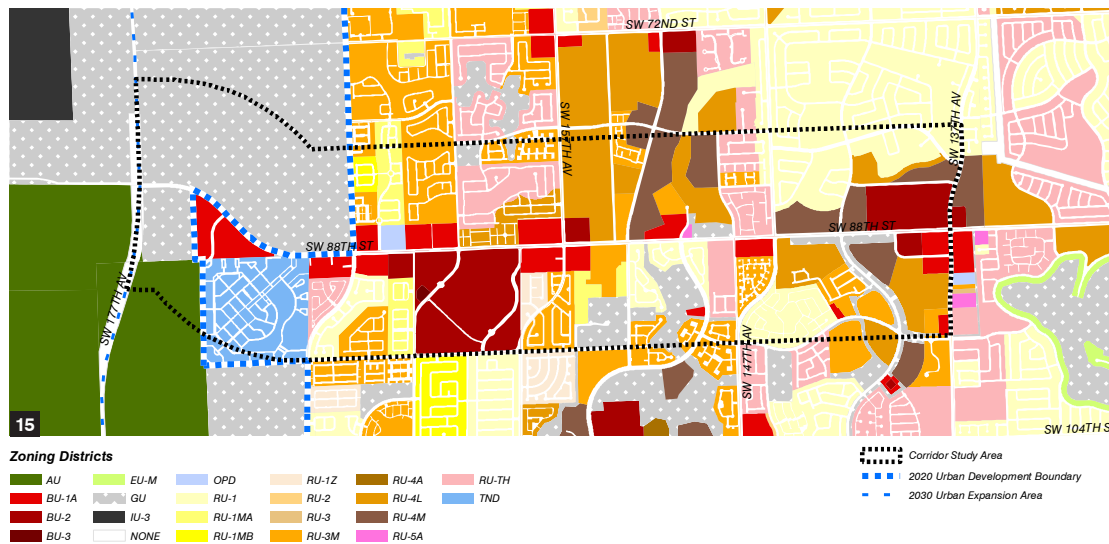 SW 72ND ST
SW 157TH AV
SW 137TH AV
SW 88TH ST
SW 88TH ST
SW 177TH AV
SW 147TH AV
SW 104TH S
15
Zoning Districts
AU
BU-1A
BU-2
BU-3
EU-M
GU
IU-3
NONE
OPD
RU-1
RU-1MA
RU-1MB
RU-1Z
RU-2
RU-3
RU-3M
RU-4A
RU-4L
RU-4M
RU-5A
RU-TH
TND
Corridor Study Area
2020 Urban Development Boundary
2030 Urban Expansion Area